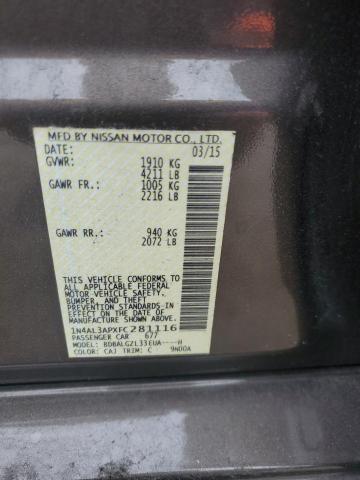 MFD BY NISSAN MOTOR CO., LTD.
DATE: 03/15
GVWR: 1910 KG
4211 LB
GAWR FR.: 1005 KG
2216 LB
GAWR RR.: 940 KG
2072 LB
THIS VEHICLE CONFORMS TO
ALL APPLICABLE FEDERAL
MOTOR VEHICLE SAFETY,
BUMPER, AND THEFT
PREVENTION STANDARDS IN
EFFECT ON THE DATE OF
MANUFACTURE SHOWN ABOVE.
1N4AL3APXFC281116
PASSENGER CAR 677
MODEL: BDBALGZL33EUA----H
COLOR: CAJ TRIM: C 9N00A